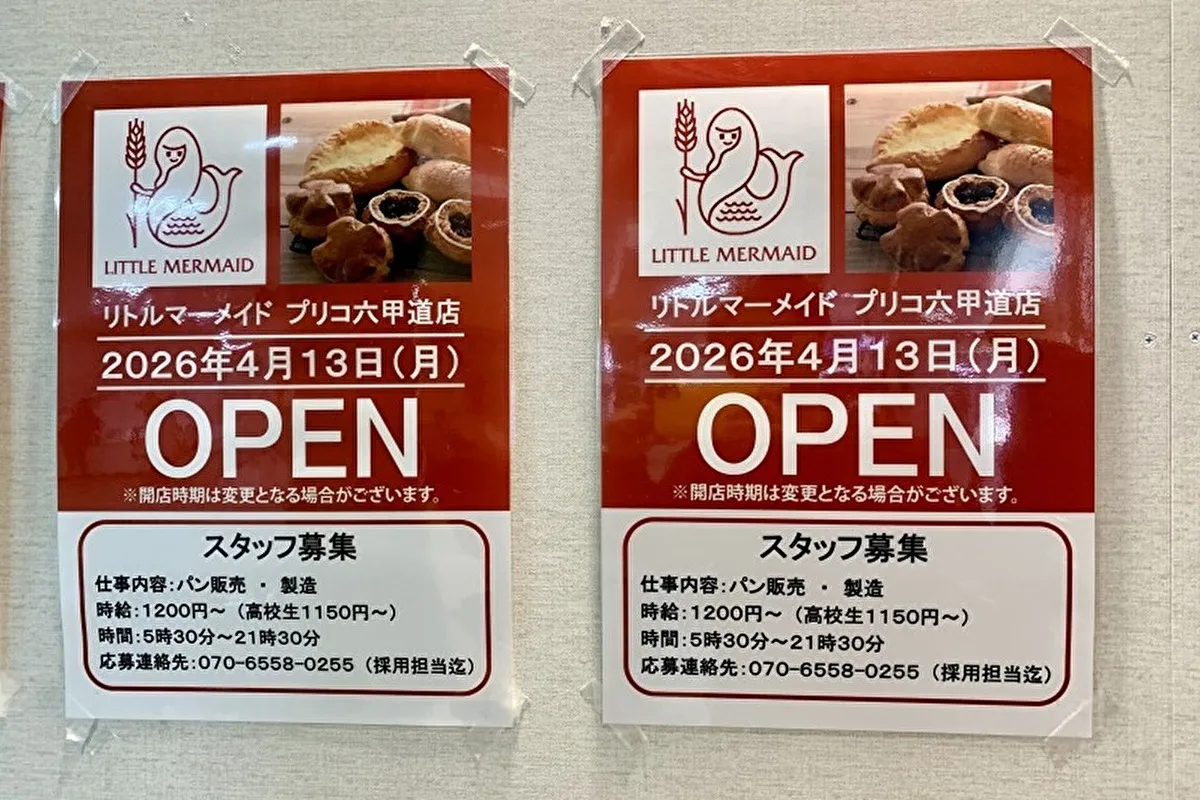 LITTLE MERMAID
リトルマーメイド プリコ六甲道店
2026年4月13日(月)
OPEN
※開店時期は変更となる場合がございます。
スタッフ募集
仕事内容:パン販売 ・ 製造
時給:1200円~(高校生1150円~)
時間:5時30分~21時30分
応募連絡先:070-6558-0255(採用担当迄)
LITTLE MERMAID
リトルマーメイド プリコ六甲道店
2026年4月13日(月)
OPEN
※開店時期は変更となる場合がございます。
スタッフ募集
仕事内容:パン販売 ・ 製造
時給:1200円~(高校生1150円~)
時間:5時30分~21時30分
応募連絡先:070-6558-0255(採用担当迄)